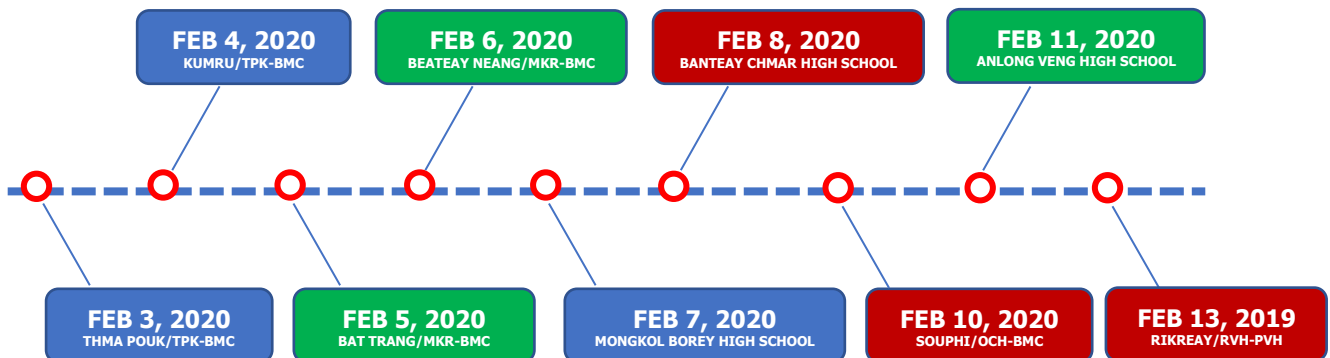 FEB 4, 2020
KUMRU/TPK-BMC
FEB 6, 2020
BEATEAY NEANG/MKR-BMC
FEB 8, 2020
BANTEAY CHMAR HIGH SCHOOL
FEB 11, 2020
ANLONG VENG HIGH SCHOOL
FEB 3, 2020
THMA POUK/TPK-BMC
FEB 5, 2020
BAT TRANG/MKR-BMC
FEB 7, 2020
MONGKOL BOREY HIGH SCHOOL
FEB 10, 2020
SOUPHI/OCH-BMC
FEB 13, 2019
RIKREAY/RVH-PVH